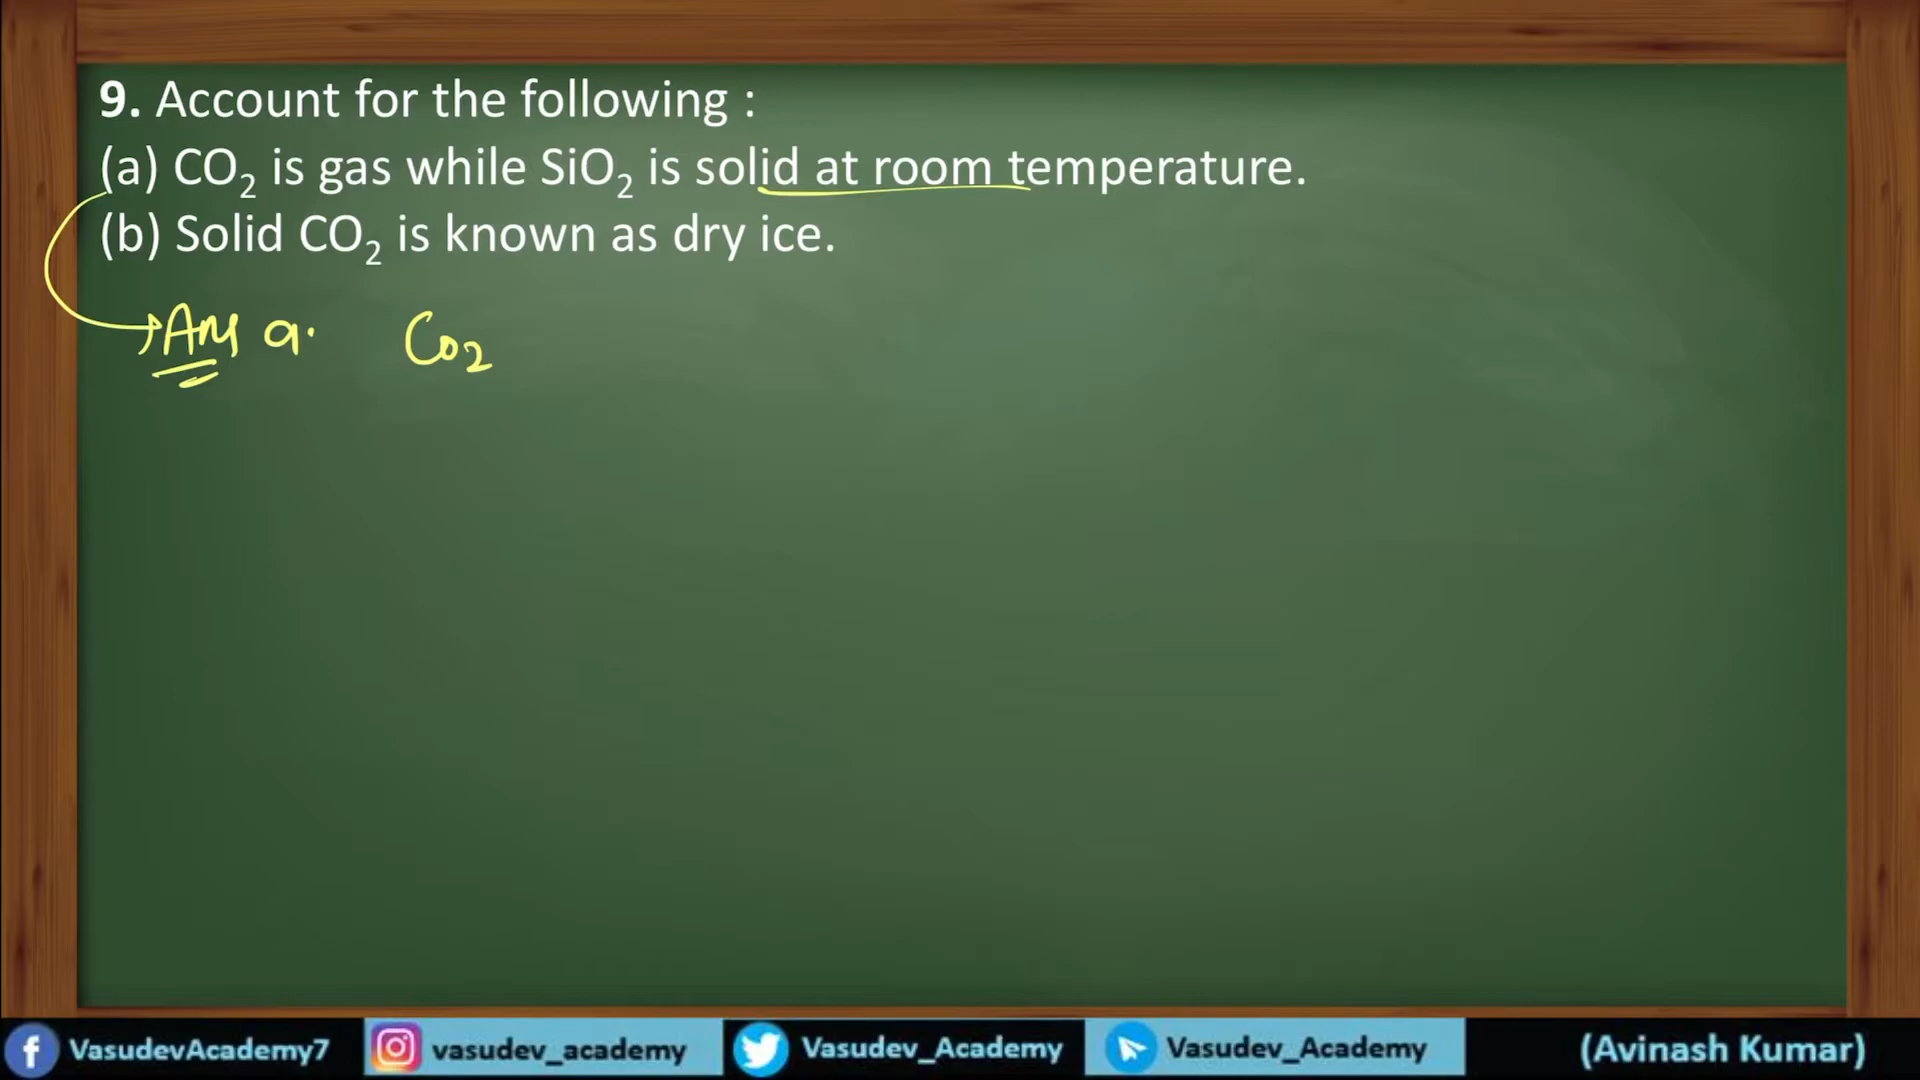 9. Account for the following :
(a) CO₂ is gas while SiO₂ is solid at room temperature.
(b) Solid CO₂ is known as dry ice.
Ans a. Co₂
VasudevAcademy7 vasudev_academy Vasudev_Academy Vasudev_Academy (Avinash Kumar)